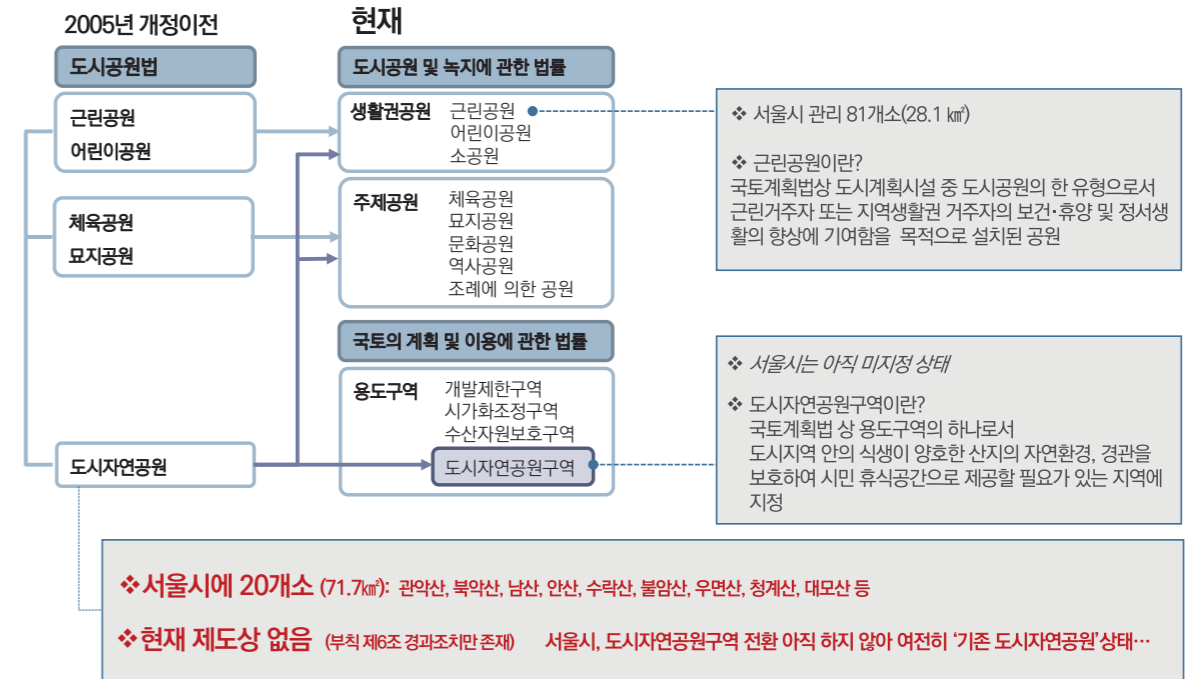 2005년 개정이전
현재
도시공원법
근린공원
어린이공원
체육공원
묘지공원
도시자연공원
도시공원 및 녹지에 관한 법률
생활권공원 근린공원
어린이공원
소공원
주제공원 체육공원
묘지공원
문화공원
역사공원
조례에 의한 공원
국토의 계획 및 이용에 관한 법률
용도구역 개발제한구역
시가화조정구역
수산자원보호구역
도시자연공원구역
❖ 서울시 관리 81개소(28.1 ㎢)
❖ 근린공원이란?
국토계획법상 도시계획시설 중 도시공원의 한 유형으로서
근린거주자 또는 지역생활권 거주자의 보건·휴양 및 정서생
활의 향상에 기여함을 목적으로 설치된 공원
❖ 서울시는 아직 미지정 상태
❖ 도시자연공원구역이란?
국토계획법 상 용도구역의 하나로서
도시지역 안의 식생이 양호한 산지의 자연환경, 경관을
보호하여 시민 휴식공간으로 제공할 필요가 있는 지역에
지정
❖서울시에 20개소 (71.7㎢): 관악산, 북악산, 남산, 안산, 수락산, 불암산, 우면산, 청계산, 대모산 등
❖현재 제도상 없음 (부칙 제6조 경과조치만 존재) 서울시, 도시자연공원구역 전환 아직 하지 않아 여전히 ‘기존 도시자연공원’상태…